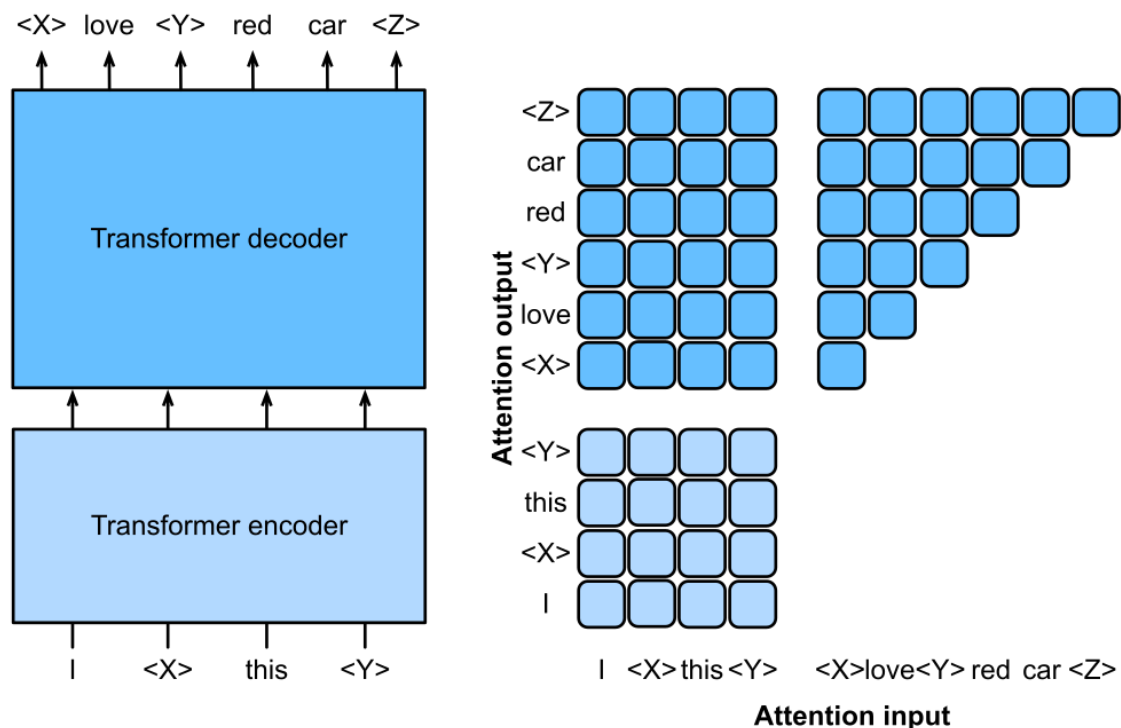 <X> love <Y> red car <Z>
Transformer decoder
Transformer encoder
I <X> this <Y>
Attention output
<Z>
car
red
<Y>
love
<X>
<Y>
this
<X>
I
I <X> this <Y> <X> love <Y> red car <Z>
Attention input